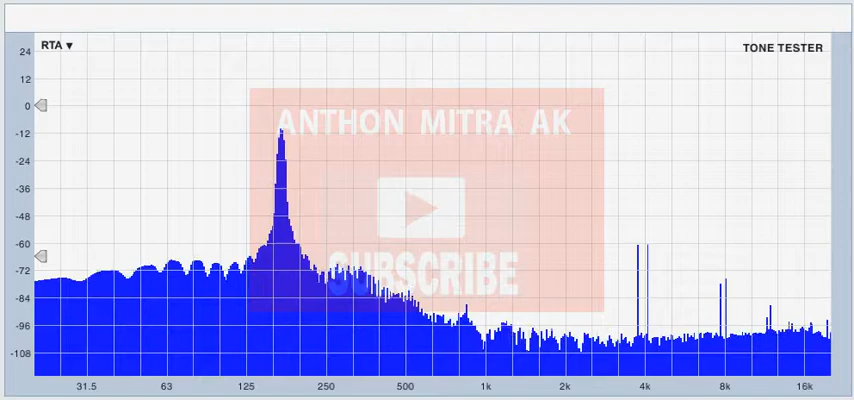 RTA ▼
TONE TESTER
24
12
0
-12
-24
-36
-48
-60
-72
-84
-96
-108
ANTHON MITRA AK
SUBSCRIBE
31.5 63 125 250 500 1k 2k 4k 8k 16k